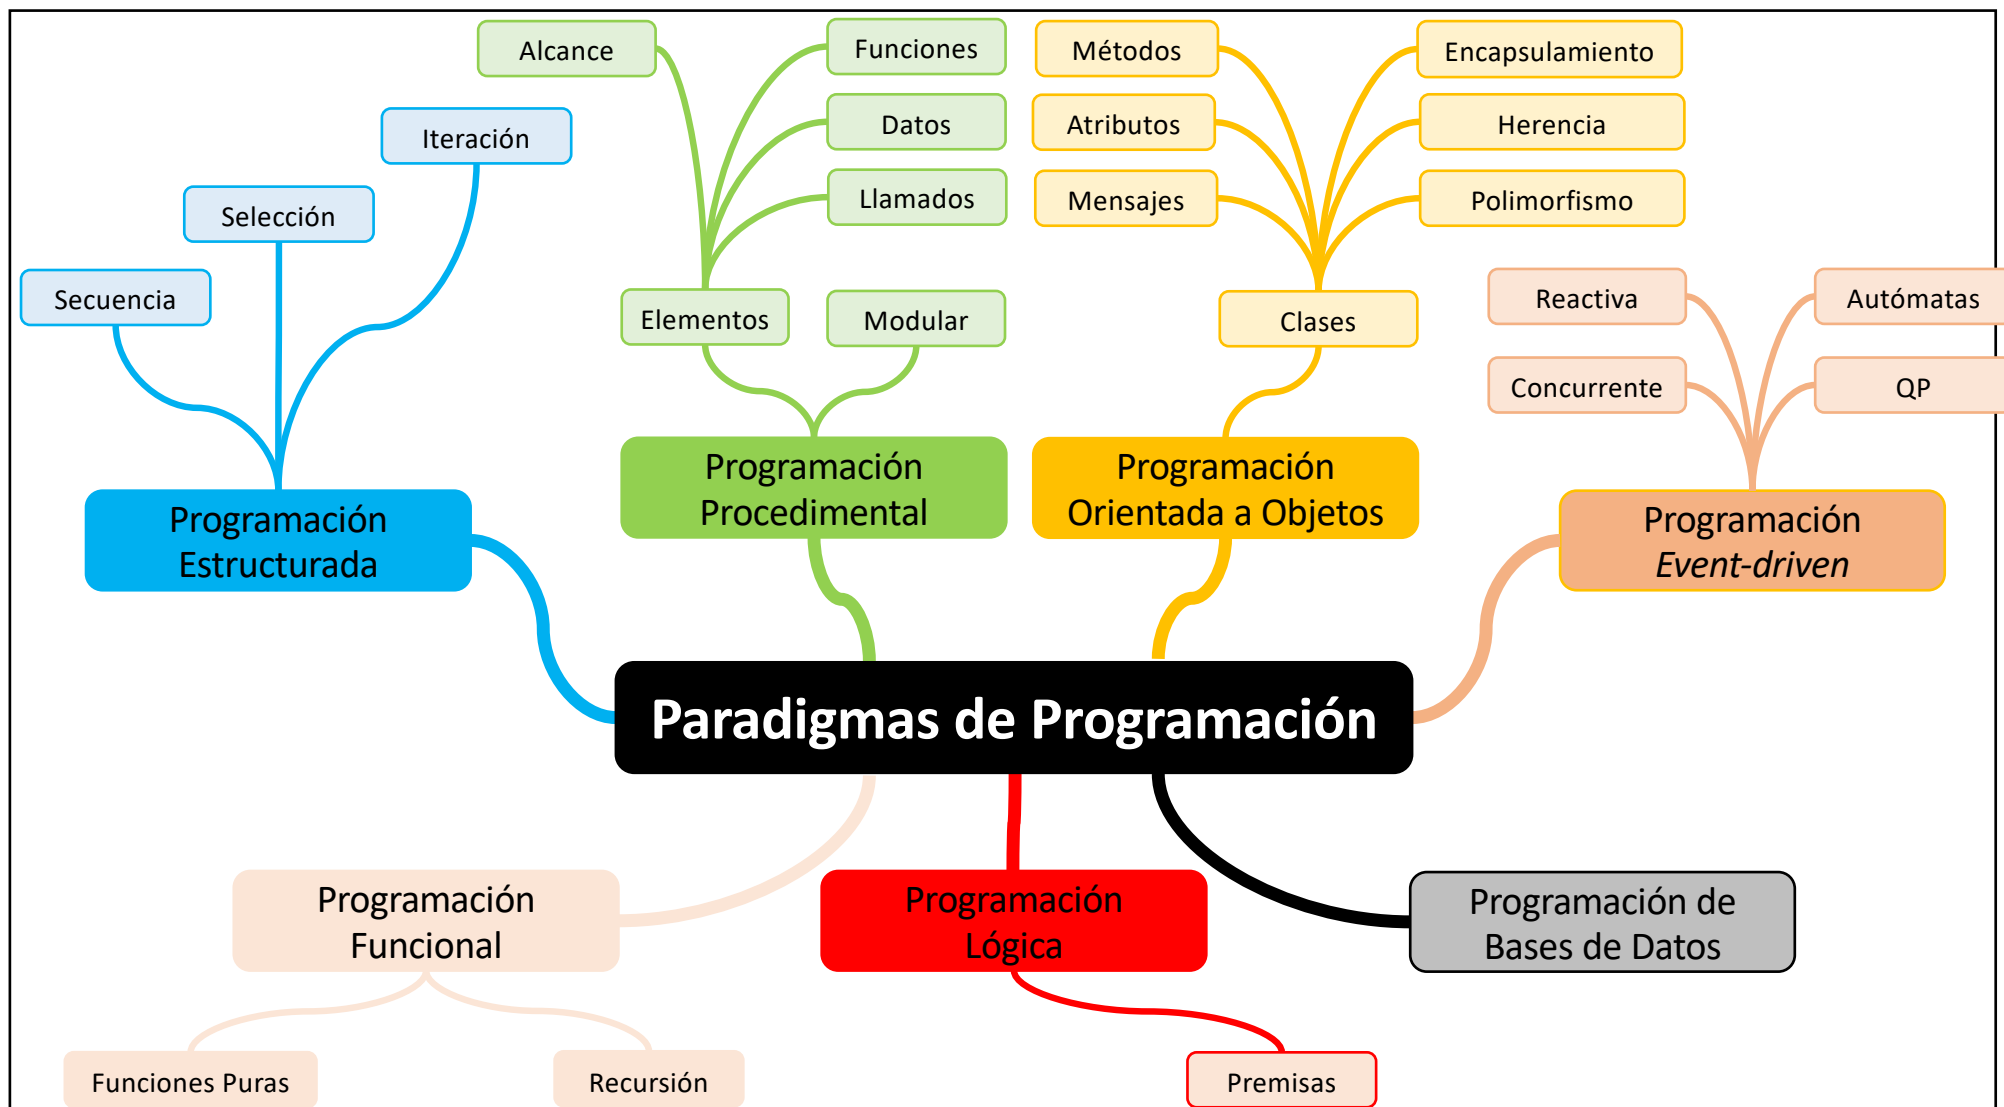 Alcance
Funciones
Métodos
Encapsulamiento
Iteración
Datos
Atributos
Herencia
Selección
Llamados
Mensajes
Polimorfismo
Secuencia
Elementos
Modular
Clases
Reactiva
Autómatas
Concurrente
QP
Programación
Estructurada
Programación
Procedimental
Programación
Orientada a Objetos
Programación
Event-driven
Paradigmas de Programación
Programación
Funcional
Programación
Lógica
Programación de
Bases de Datos
Funciones Puras
Recursión
Premisas